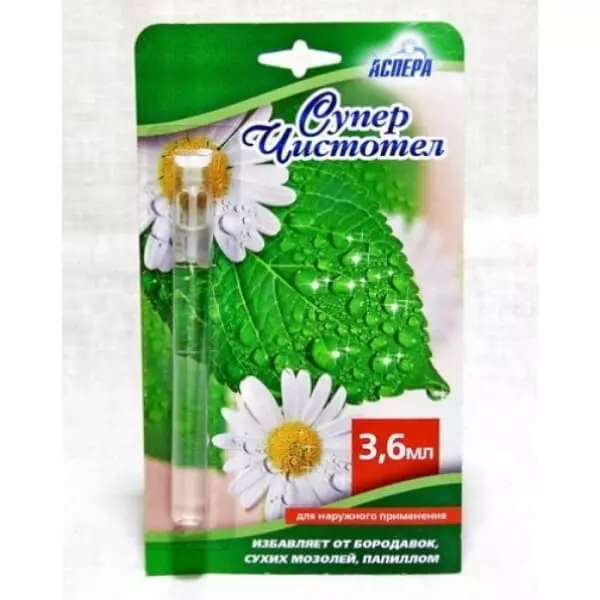 АСПЕРА
Супер
Чистотел
3,6мл
для наружного применения
ИЗБАВЛЯЕТ ОТ БОРОДАВОК,
СУХИХ МОЗОЛЕЙ, ПАПИЛЛОМ